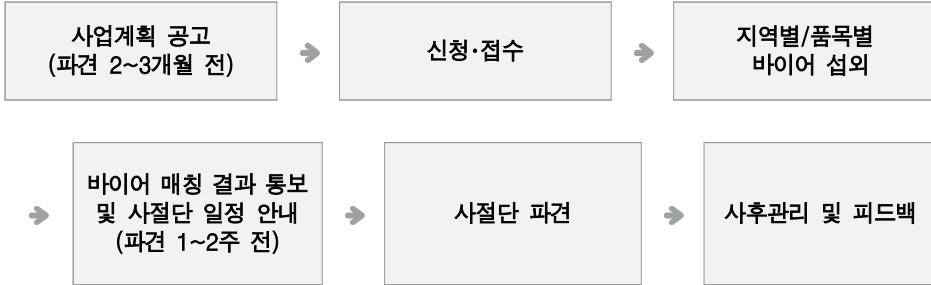 사업계획 공고
(파견 2~3개월 전)
신청·접수
지역별/품목별
바이어 섭외
바이어 매칭 결과 통보
및 사절단 일정 안내
(파견 1~2주 전)
사절단 파견
사후관리 및 피드백